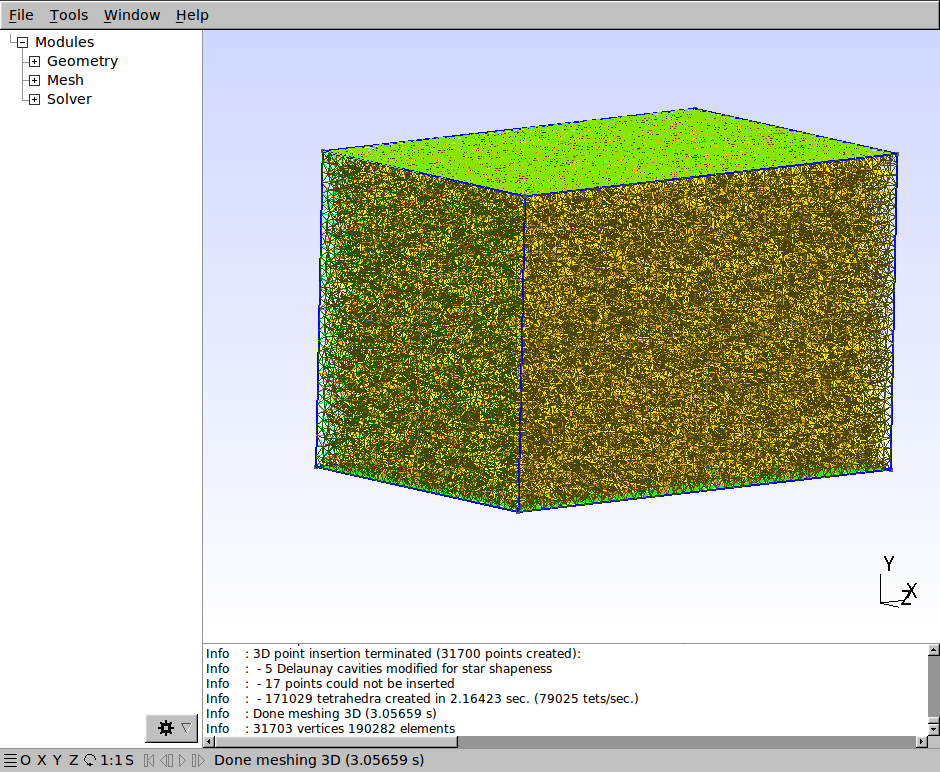 File Tools Window Help
Modules
Geometry
Mesh
Solver
Y
X
Z
Info : 3D point insertion terminated (31700 points created):
Info : - 5 Delaunay cavities modified for star shapeness
Info : - 17 points could not be inserted
Info : - 171029 tetrahedra created in 2.16423 sec. (79025 tets/sec.)
Info : Done meshing 3D (3.05659 s)
Info : 31703 vertices 190282 elements
O X Y Z 1:1 S Done meshing 3D (3.05659 s)